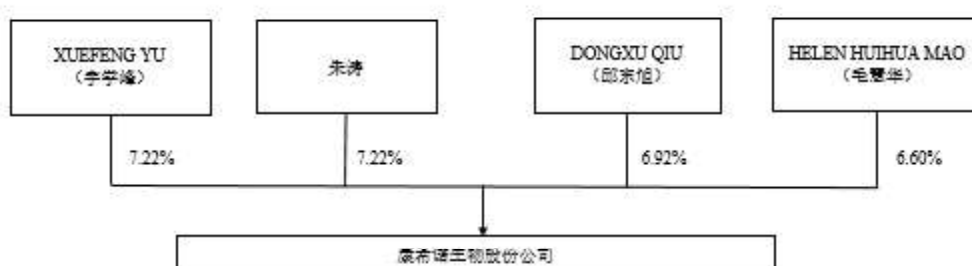 XUEFENG YU
(宇学峰)
朱涛
DONGXU QIU
(邱东旭)
HELEN HUIHUA MAO
(毛慧华)
7.22%
7.22%
6.92%
6.60%
康希诺生物股份公司